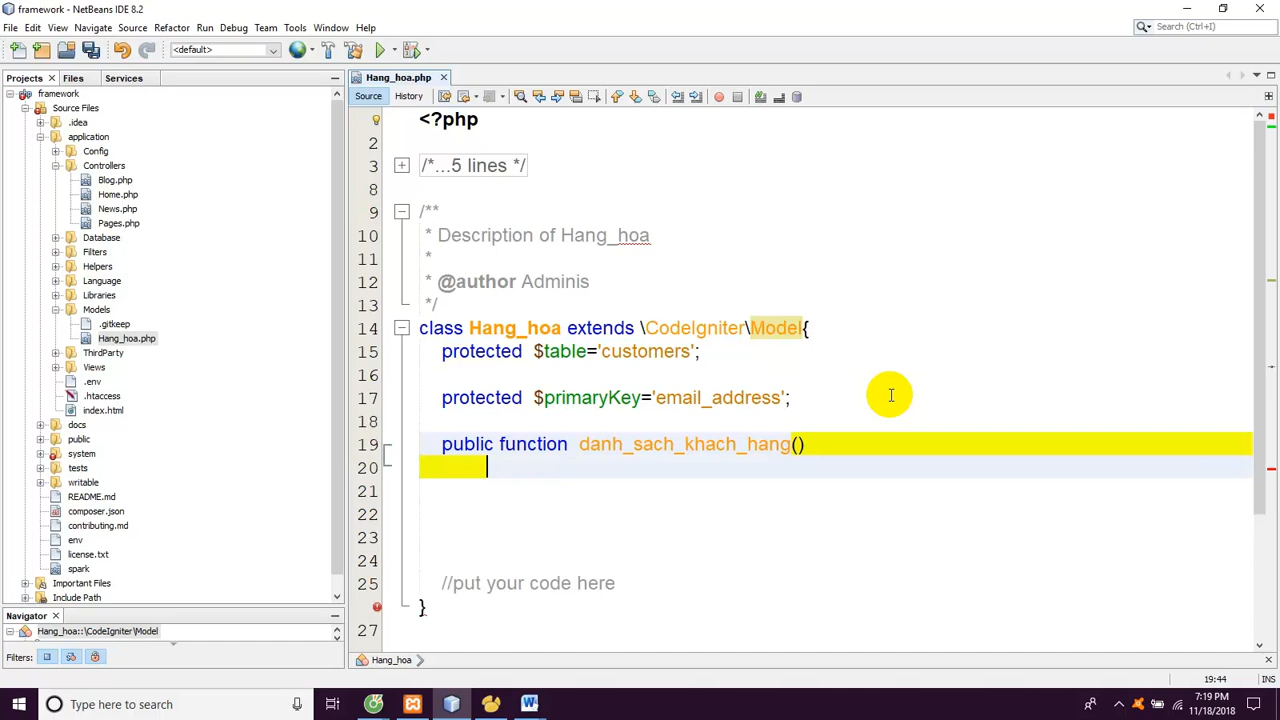 framework - NetBeans IDE 8.2
File Edit View Navigate Source Refactor Run Debug Team Tools Window Help
Search (Ctrl+I)
<default>
Projects Files Services
framework
Source Files
.idea
application
Config
Controllers
Blog.php
Home.php
News.php
Pages.php
Database
Filters
Helpers
Language
Libraries
Models
.gitkeep
Hang_hoa.php
ThirdParty
Views
.env
.htaccess
index.html
docs
public
system
tests
writable
README.md
composer.json
contributing.md
env
license.txt
spark
Important Files
Include Path
Navigator
Hang_hoa::\CodeIgniter\Model
Filters:
Hang_hoa.php
Source History
<?php
2
3 /*...5 lines */
8
9 /**
10 * Description of Hang_hoa
11 *
12 * @author Adminis
13 */
14 class Hang_hoa extends \CodeIgniter\Model{
15 protected $table='customers';
16
17 protected $primaryKey='email_address';
18
19 public function danh_sach_khach_hang()
20
21
22
23
24
25 //put your code here
}
27
Hang_hoa
19:44 INS
Type here to search
7:19 PM
11/18/2018